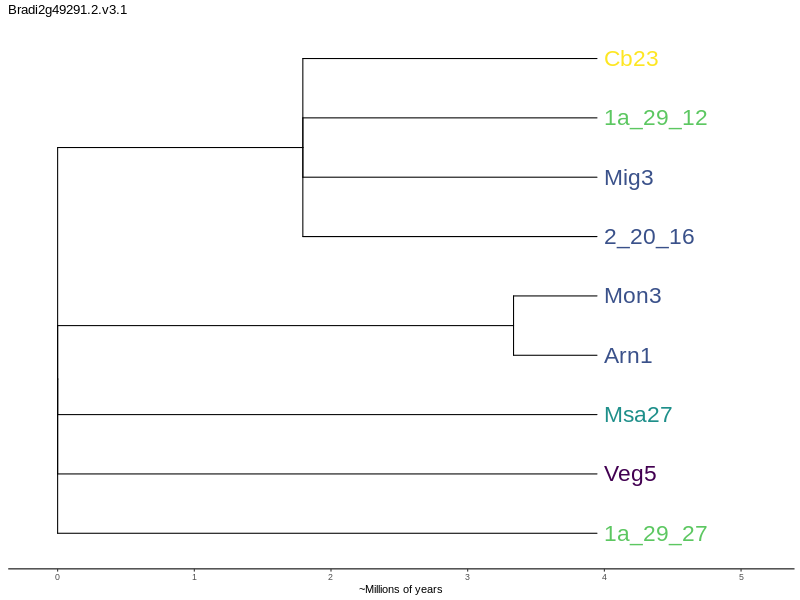 Bradi2g49291.2.v3.1
Cb23
1a_29_12
Mig3
2_20_16
Mon3
Arn1
Msa27
Veg5
1a_29_27
0 1 2 3 4 5
~Millions of years